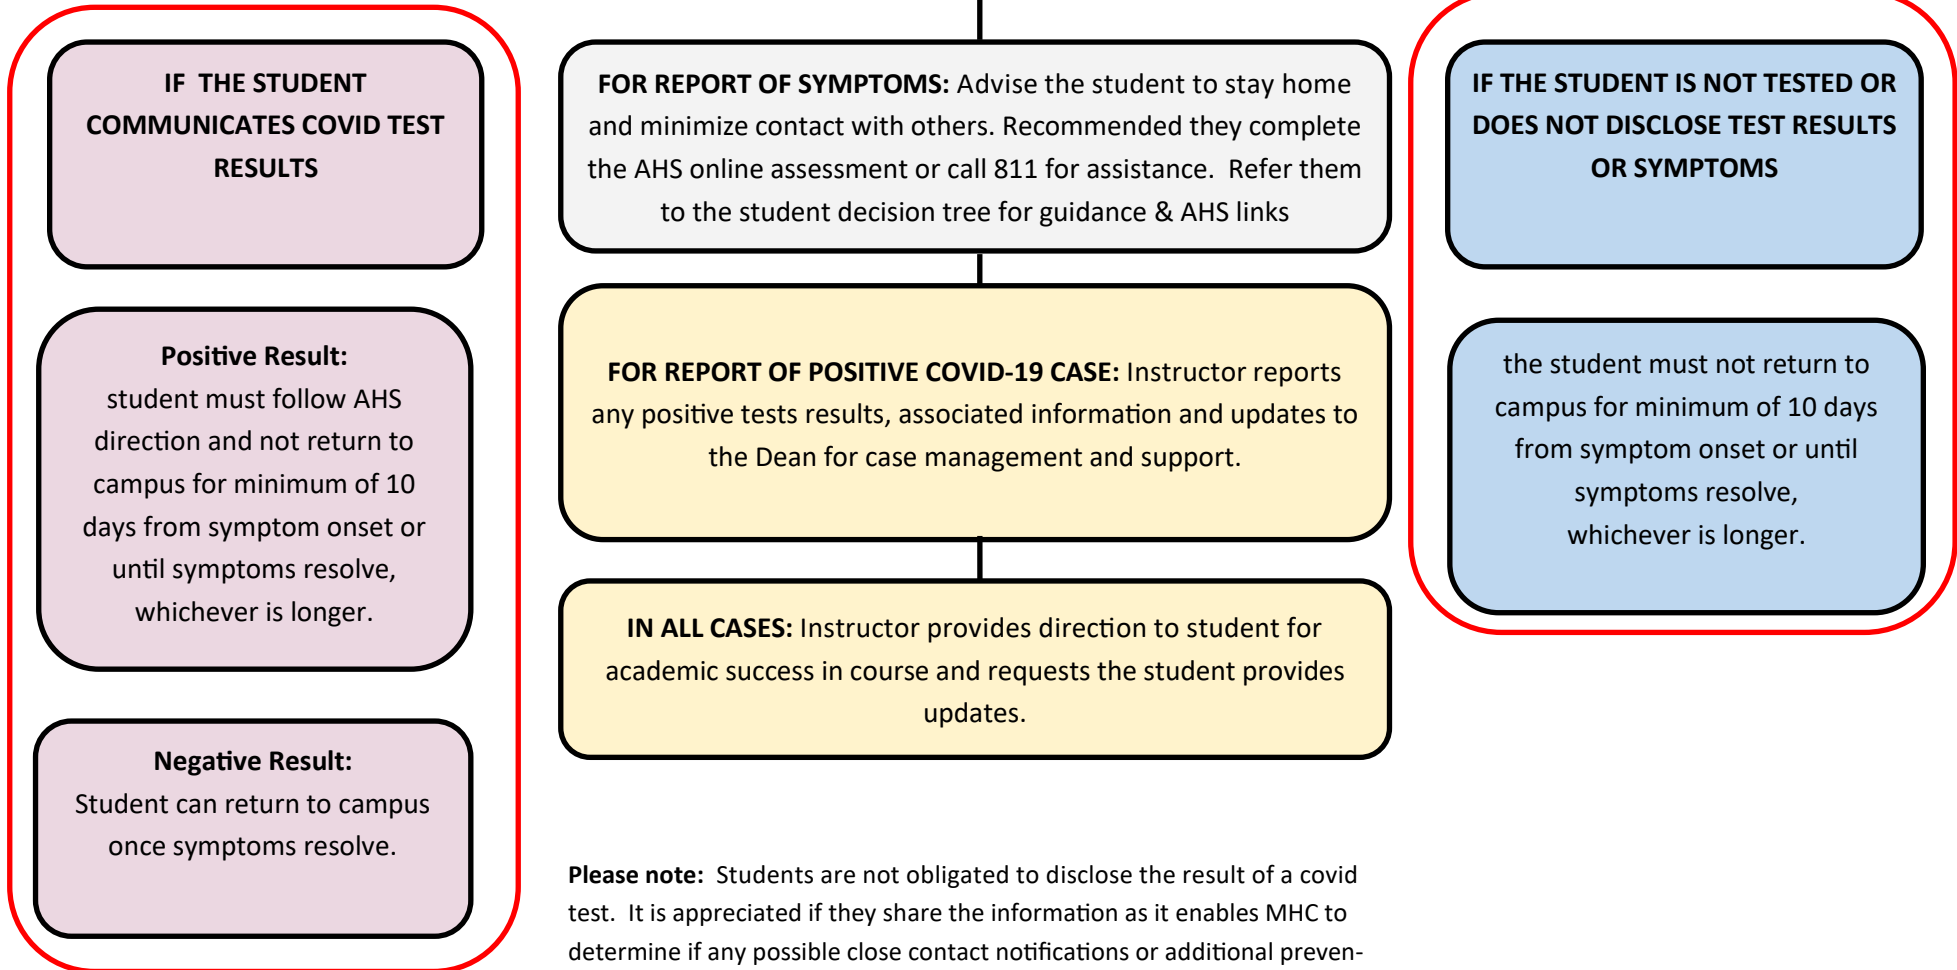 IF THE STUDENT
COMMUNICATES COVID TEST
RESULTS
Positive Result:
student must follow AHS
direction and not return to
campus for minimum of 10
days from symptom onset or
until symptoms resolve,
whichever is longer.
Negative Result:
Student can return to campus
once symptoms resolve.
FOR REPORT OF SYMPTOMS: Advise the student to stay home
and minimize contact with others. Recommended they complete
the AHS online assessment or call 811 for assistance. Refer them
to the student decision tree for guidance & AHS links
FOR REPORT OF POSITIVE COVID-19 CASE: Instructor reports
any positive tests results, associated information and updates to
the Dean for case management and support.
IN ALL CASES: Instructor provides direction to student for
academic success in course and requests the student provides
updates.
Please note: Students are not obligated to disclose the result of a covid
test. It is appreciated if they share the information as it enables MHC to
determine if any possible close contact notifications or additional preven-
IF THE STUDENT IS NOT TESTED OR
DOES NOT DISCLOSE TEST RESULTS
OR SYMPTOMS
the student must not return to
campus for minimum of 10 days
from symptom onset or until
symptoms resolve,
whichever is longer.